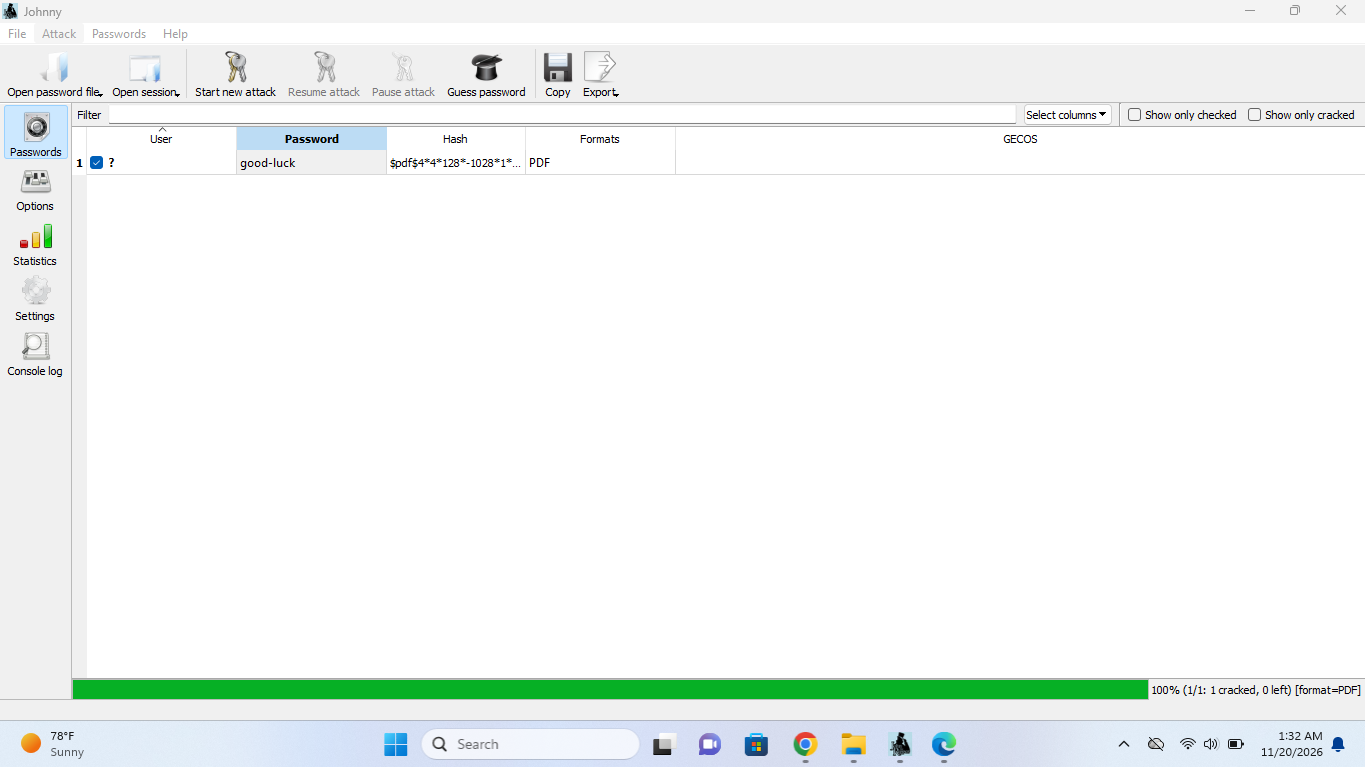 Johnny
File Attack Passwords Help
Open password file Open session Start new attack Resume attack Pause attack Guess password Copy Export
Filter Select columns Show only checked Show only cracked
User Password Hash Formats GECOS
1 ? good-luck $pdf$4*4*128*-1028*1*... PDF
Passwords
Options
Statistics
Settings
Console log
100% (1/1: 1 cracked, 0 left) [format=PDF]
78°F
Sunny
Search
1:32 AM
11/20/2026